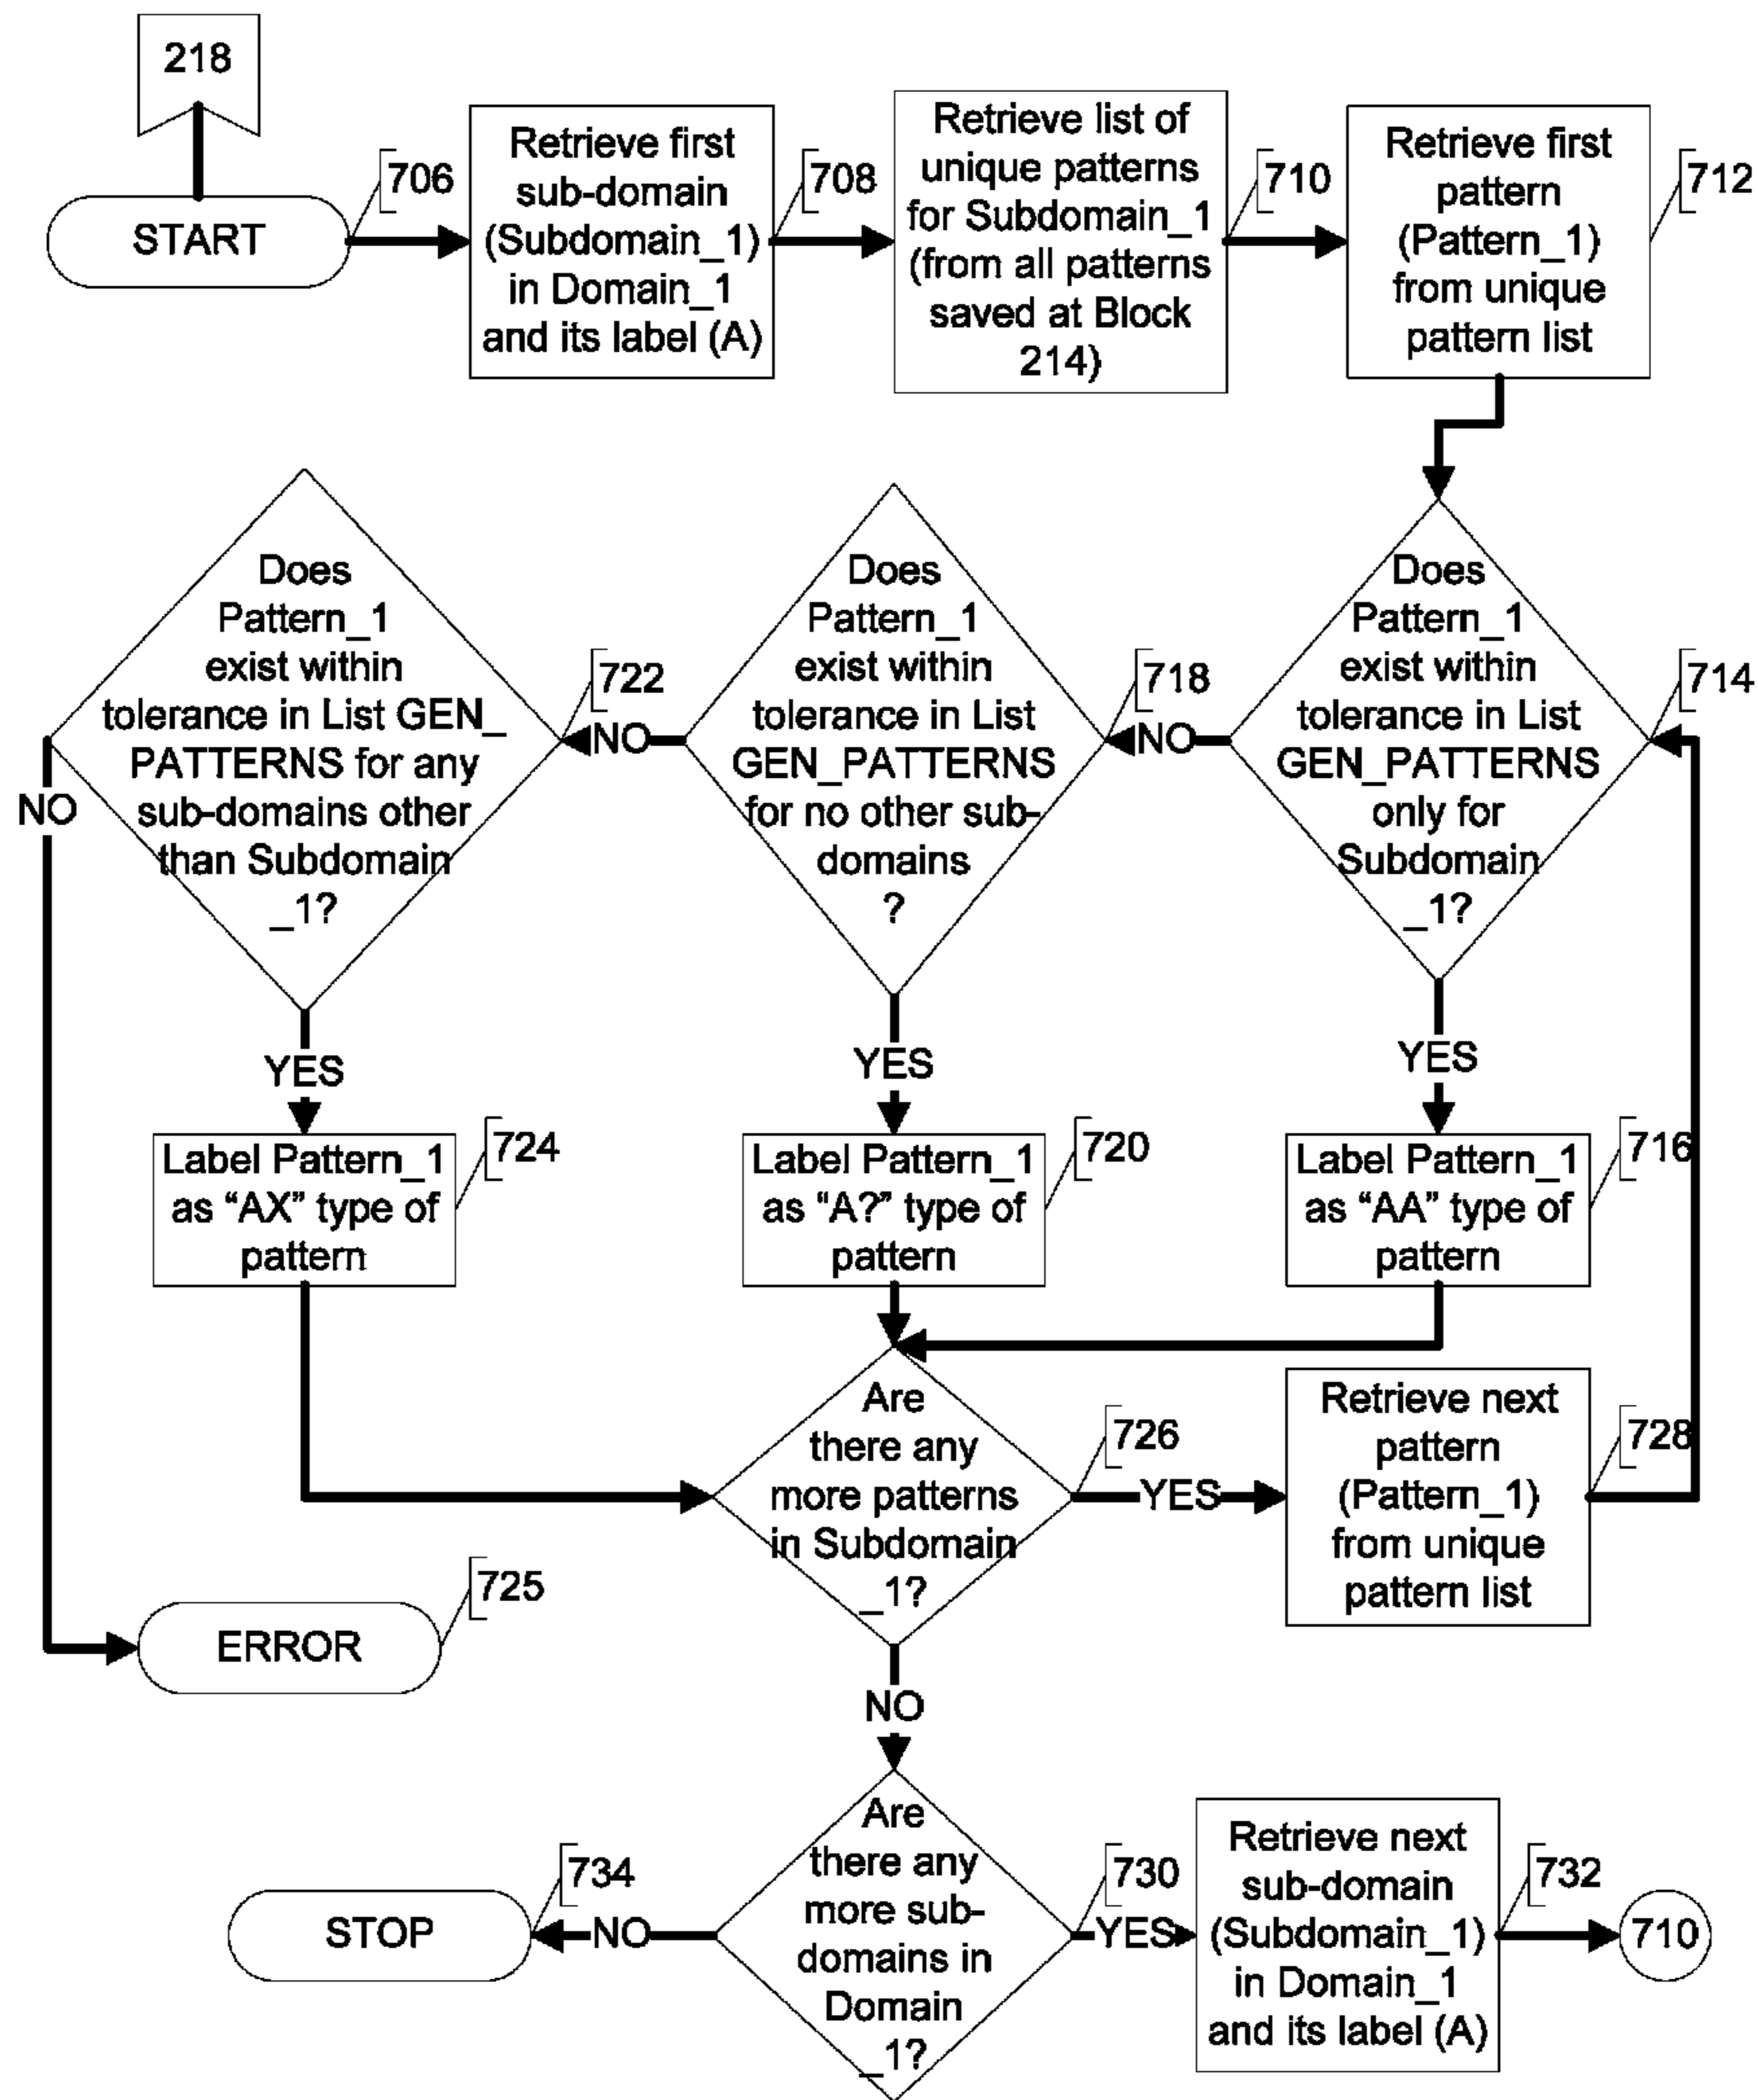 218
START
706
Retrieve first
sub-domain
(Subdomain_1)
in Domain_1
and its label (A)
708
Retrieve list of
unique patterns
for Subdomain_1
(from all patterns
saved at Block
214)
710
Retrieve first
pattern
(Pattern_1)
from unique
pattern list
712
Does
Pattern_1
exist within
tolerance in List GEN_
PATTERNS for any
sub-domains other
than Subdomain
_1?
722
NO
Does
Pattern_1
exist within
tolerance in List
GEN_PATTERNS
for no other sub-
domains
?
718
NO
Does
Pattern_1
exist within
tolerance in List
GEN_PATTERNS
only for
Subdomain
_1?
714
NO
YES
YES
YES
Label Pattern_1
as “AX” type of
pattern
724
Label Pattern_1
as “A?” type of
pattern
720
Label Pattern_1
as “AA” type of
pattern
716
Are
there any
more patterns
in Subdomain
_1?
726
YES
Retrieve next
pattern
(Pattern_1)
from unique
pattern list
728
ERROR
725
NO
Are
there any
more sub-
domains in
Domain
_1?
STOP
734
NO
730
YES
Retrieve next
sub-domain
(Subdomain_1)
in Domain_1
and its label (A)
732
710